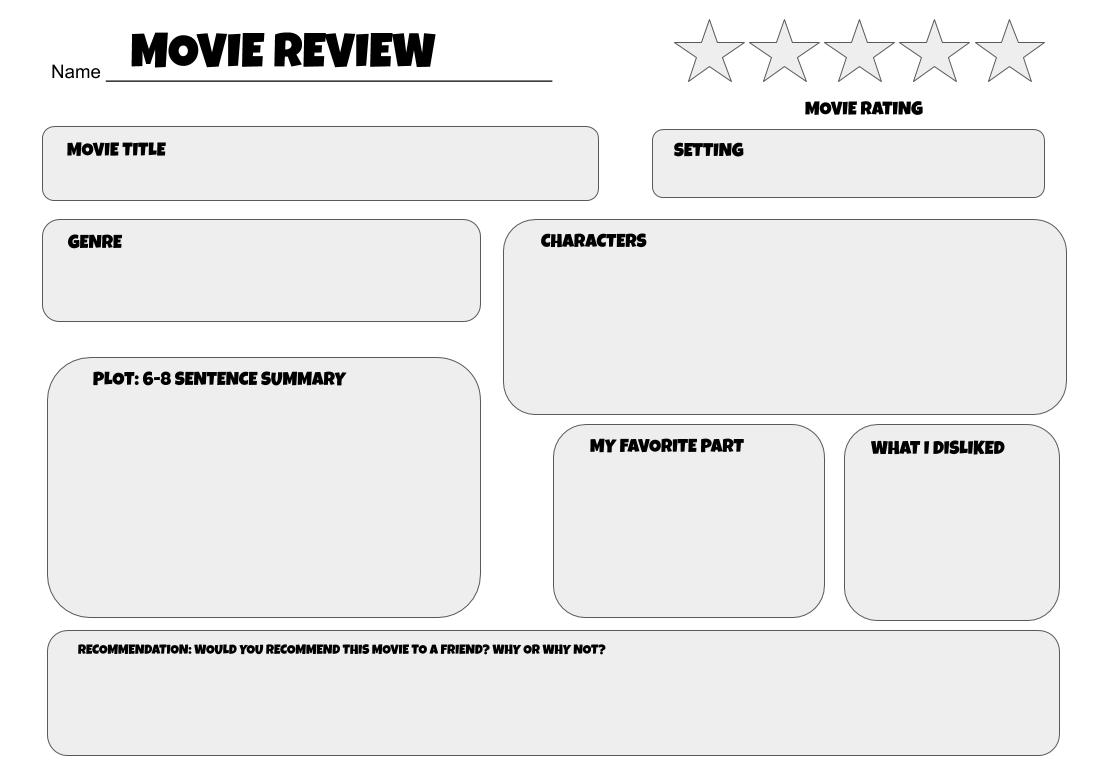 MOVIE REVIEW
Name
MOVIE RATING
MOVIE TITLE
SETTING
GENRE
CHARACTERS
PLOT: 6-8 SENTENCE SUMMARY
MY FAVORITE PART
WHAT I DISLIKED
RECOMMENDATION: WOULD YOU RECOMMEND THIS MOVIE TO A FRIEND? WHY OR WHY NOT?